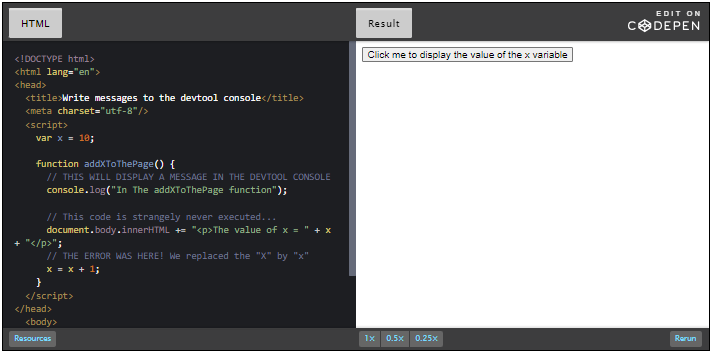 HTML
Result
EDIT ON
CODEPEN
<!DOCTYPE html>
<html lang="en">
<head>
<title>Write messages to the devtool console</title>
<meta charset="utf-8"/>
<script>
var x = 10;
function addXToThePage() {
// THIS WILL DISPLAY A MESSAGE IN THE DEVTOOL CONSOLE
console.log("In The addXToThePage function");
// This code is strangely never executed...
document.body.innerHTML += "<p>The value of x = " + x
+ "</p>";
// THE ERROR WAS HERE! We replaced the "X" by "x"
x = x + 1;
}
</script>
</head>
<body>
Click me to display the value of the x variable
Resources
1x 0.5x 0.25x
Rerun